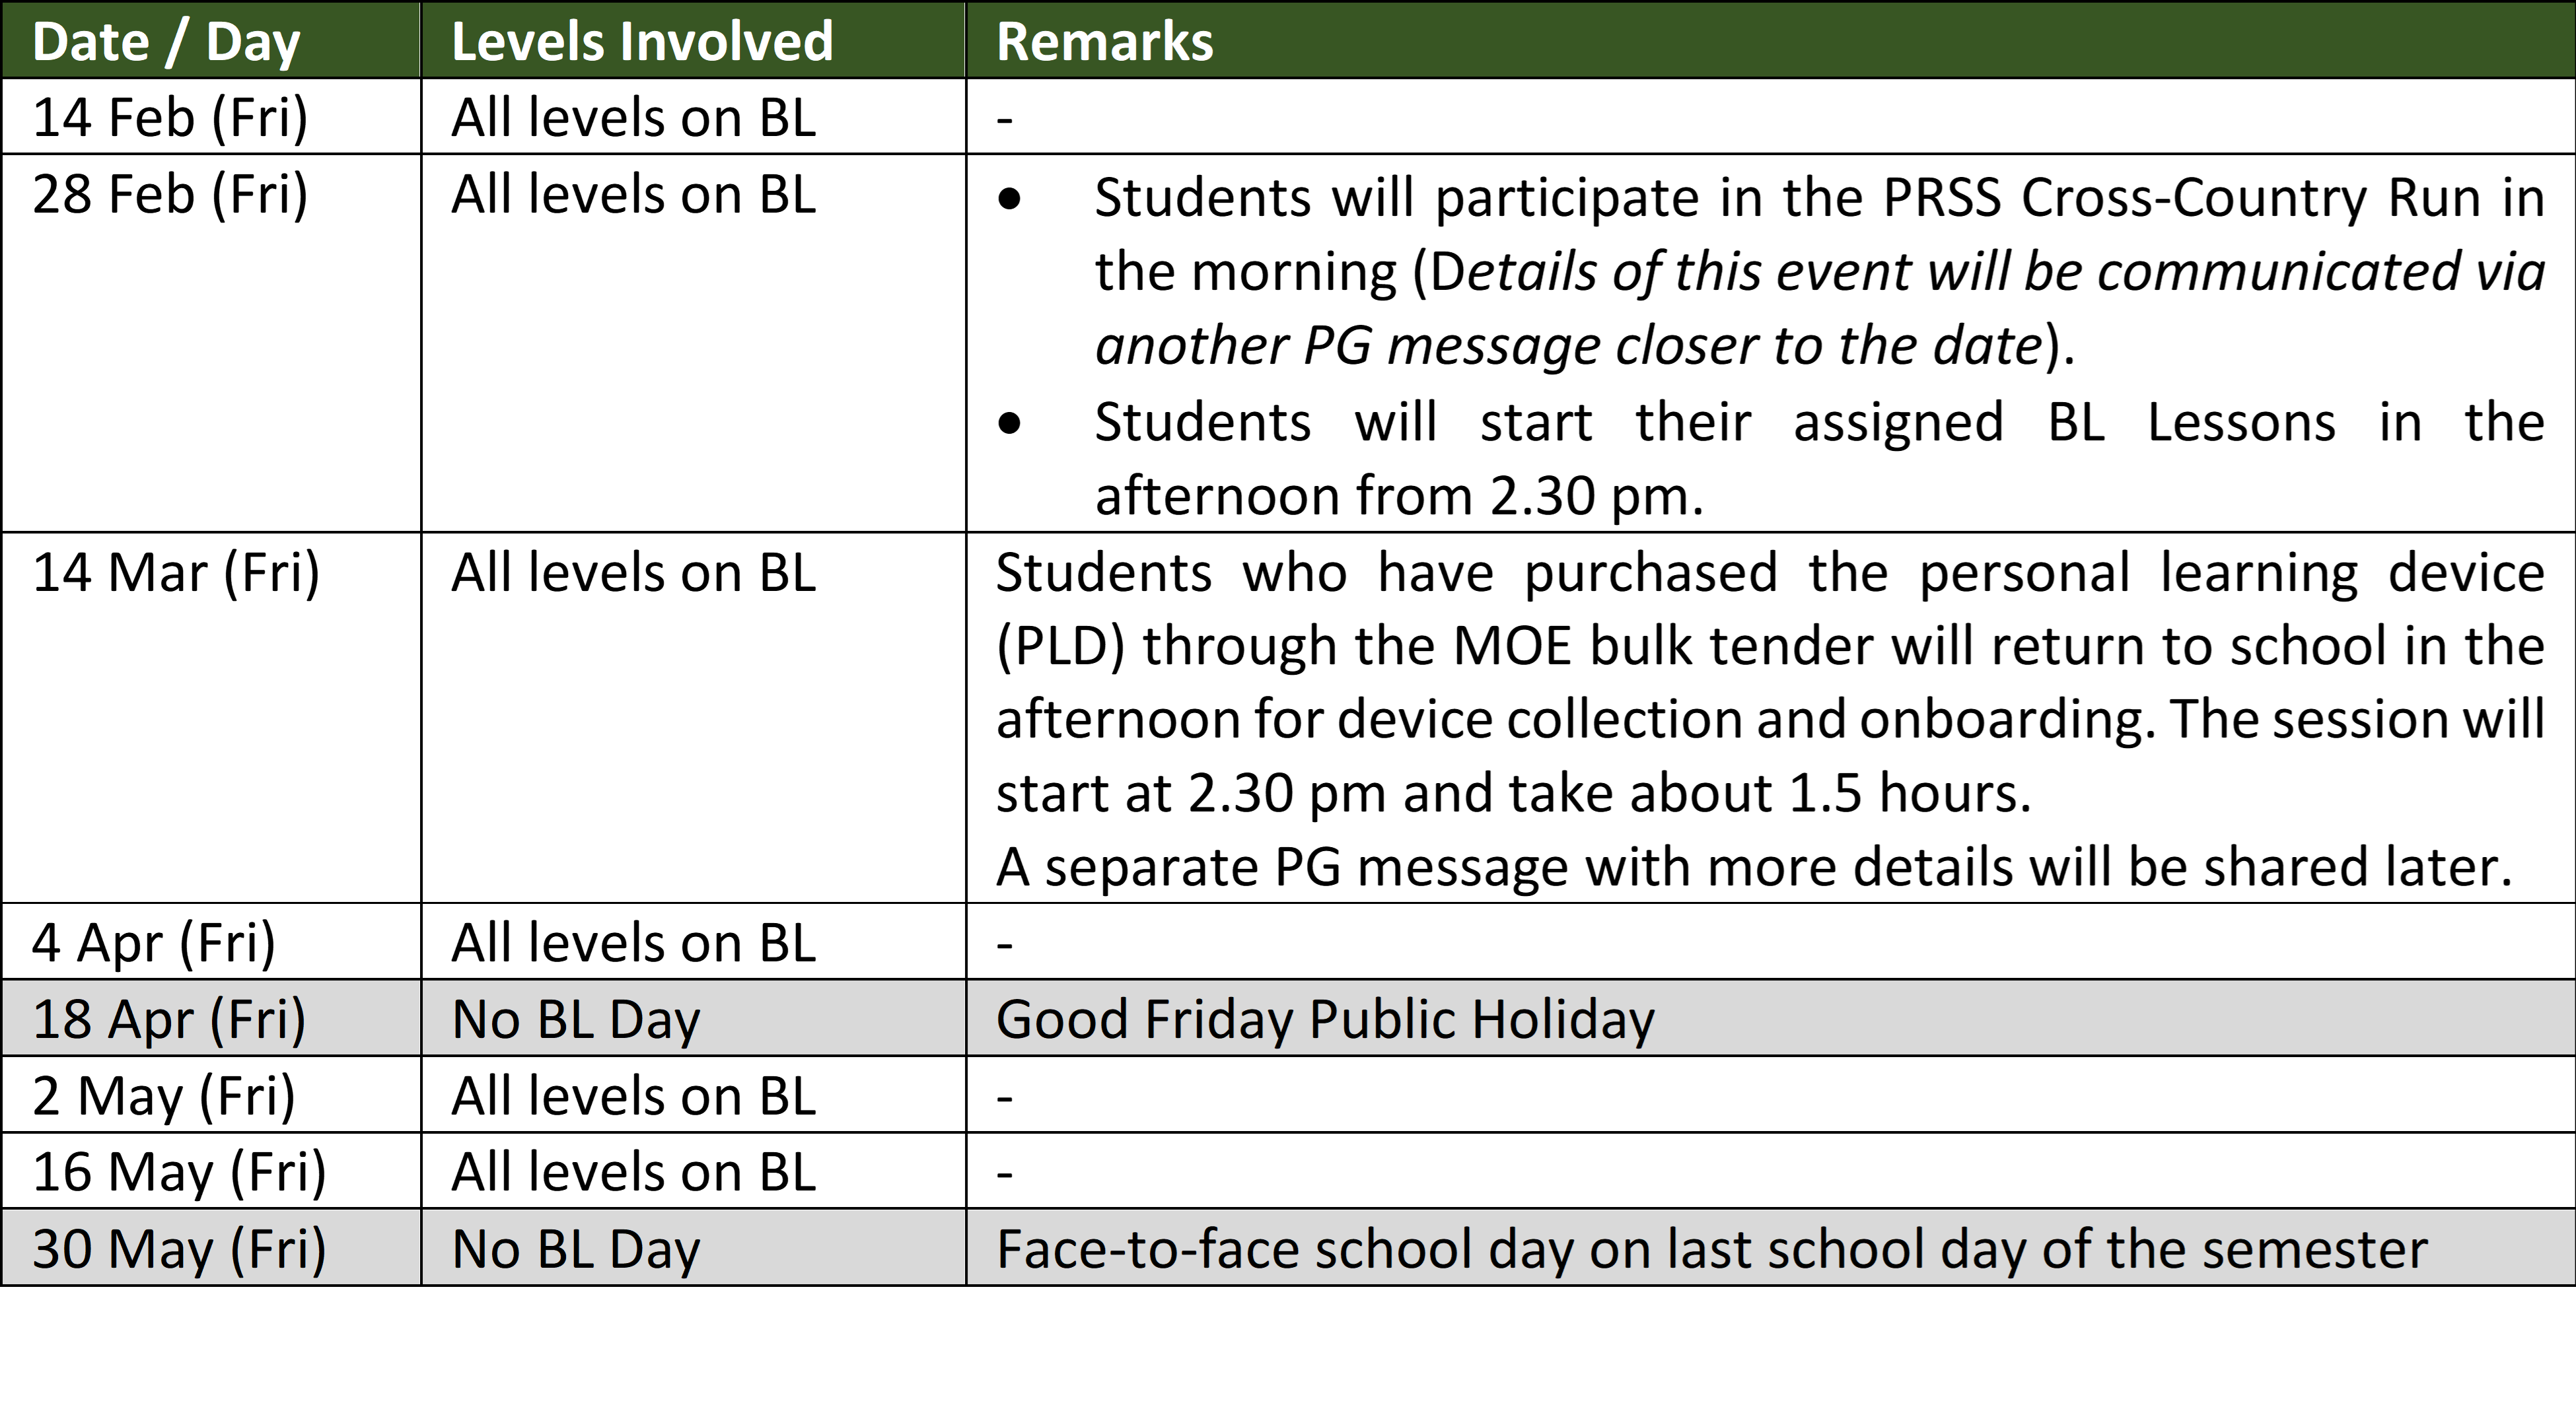 Date / Day Levels Involved Remarks
14 Feb (Fri) All levels on BL -
28 Feb (Fri) All levels on BL • Students will participate in the PRSS Cross-Country Run in
the morning (Details of this event will be communicated via
another PG message closer to the date).
• Students will start their assigned BL Lessons in the
afternoon from 2.30 pm.
14 Mar (Fri) All levels on BL Students who have purchased the personal learning device
(PLD) through the MOE bulk tender will return to school in the
afternoon for device collection and onboarding. The session will
start at 2.30 pm and take about 1.5 hours.
A separate PG message with more details will be shared later.
4 Apr (Fri) All levels on BL -
18 Apr (Fri) No BL Day Good Friday Public Holiday
2 May (Fri) All levels on BL -
16 May (Fri) All levels on BL -
30 May (Fri) No BL Day Face-to-face school day on last school day of the semester